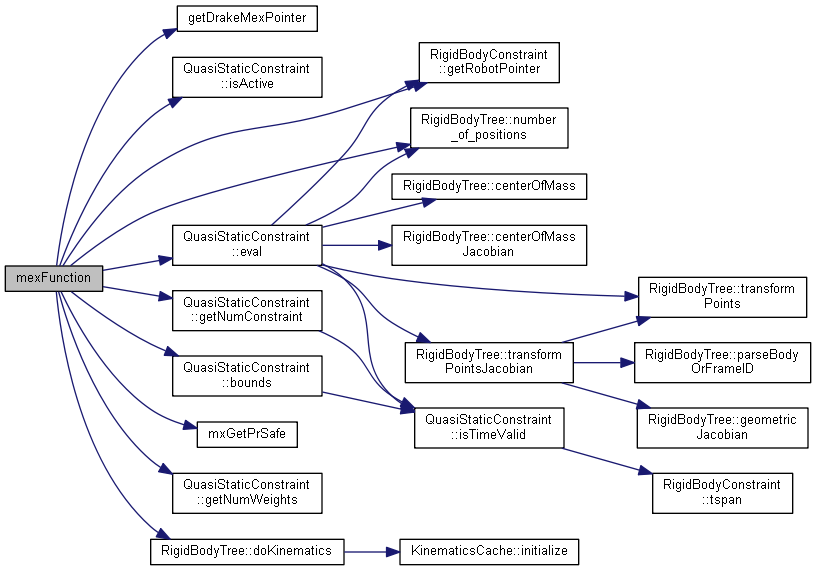 getDrakeMexPointer
QuasiStaticConstraint
::isActive
RigidBodyConstraint
::getRobotPointer
RigidBodyTree::number
_of_positions
RigidBodyTree::centerOfMass
QuasiStaticConstraint
::eval
RigidBodyTree::centerOfMass
Jacobian
mexFunction
QuasiStaticConstraint
::getNumConstraint
RigidBodyTree::transform
Points
QuasiStaticConstraint
::bounds
RigidBodyTree::transform
PointsJacobian
RigidBodyTree::parseBody
OrFrameID
mxGetPrSafe
QuasiStaticConstraint
::isTimeValid
RigidBodyTree::geometric
Jacobian
QuasiStaticConstraint
::getNumWeights
RigidBodyConstraint
::tspan
RigidBodyTree::doKinematics
KinematicsCache::initialize